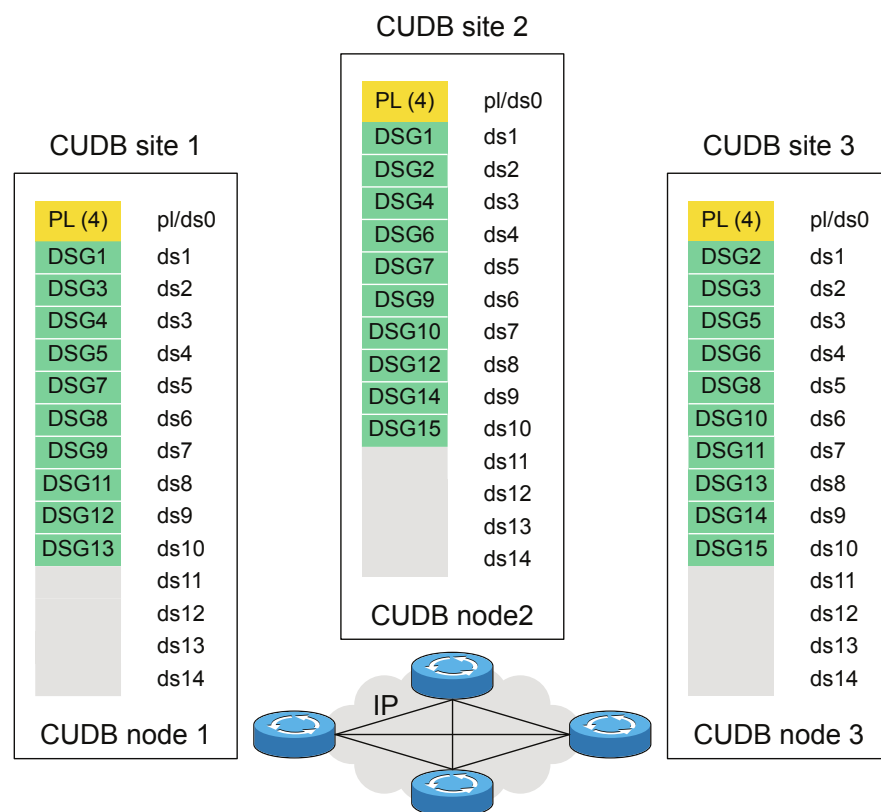 CUDB site 1
PL (4) pl/ds0
DSG1 ds1
DSG3 ds2
DSG4 ds3
DSG5 ds4
DSG7 ds5
DSG8 ds6
DSG9 ds7
DSG11 ds8
DSG12 ds9
DSG13 ds10
ds11
ds12
ds13
ds14
CUDB node 1
CUDB site 2
PL (4) pl/ds0
DSG1 ds1
DSG2 ds2
DSG4 ds3
DSG6 ds4
DSG7 ds5
DSG9 ds6
DSG10 ds7
DSG12 ds8
DSG14 ds9
DSG15 ds10
ds11
ds12
ds13
ds14
CUDB node2
CUDB site 3
PL (4) pl/ds0
DSG2 ds1
DSG3 ds2
DSG5 ds3
DSG6 ds4
DSG8 ds5
DSG10 ds6
DSG11 ds7
DSG13 ds8
DSG14 ds9
DSG15 ds10
ds11
ds12
ds13
ds14
CUDB node 3
IP